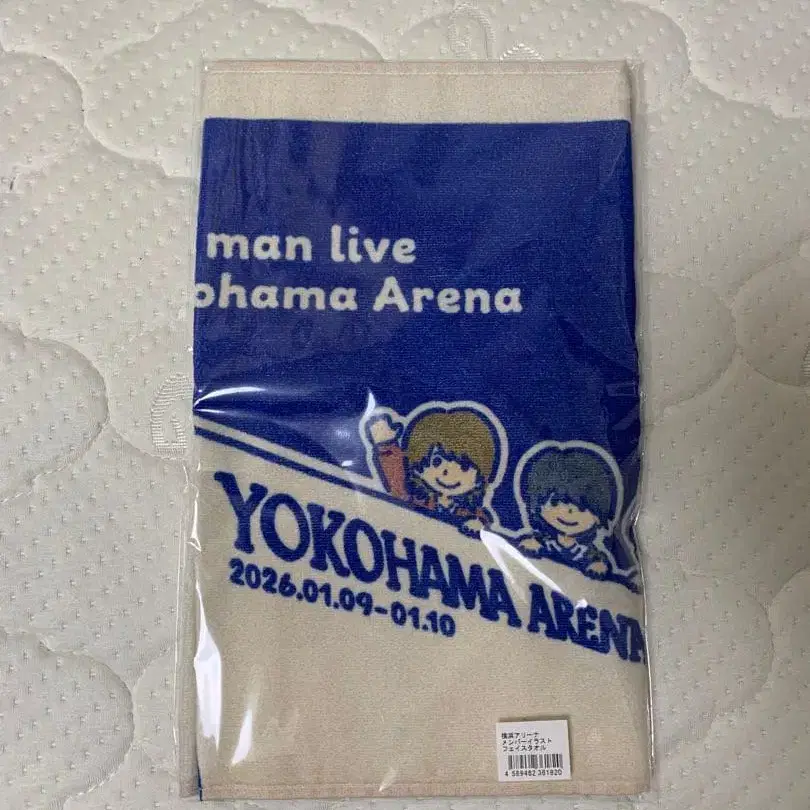 man live
ohama Arena
YOKOHAMA ARENA
2026.01.09-01.10
横浜アリーナ
メンバーイラスト
フェイスタオル
4 589482 361820